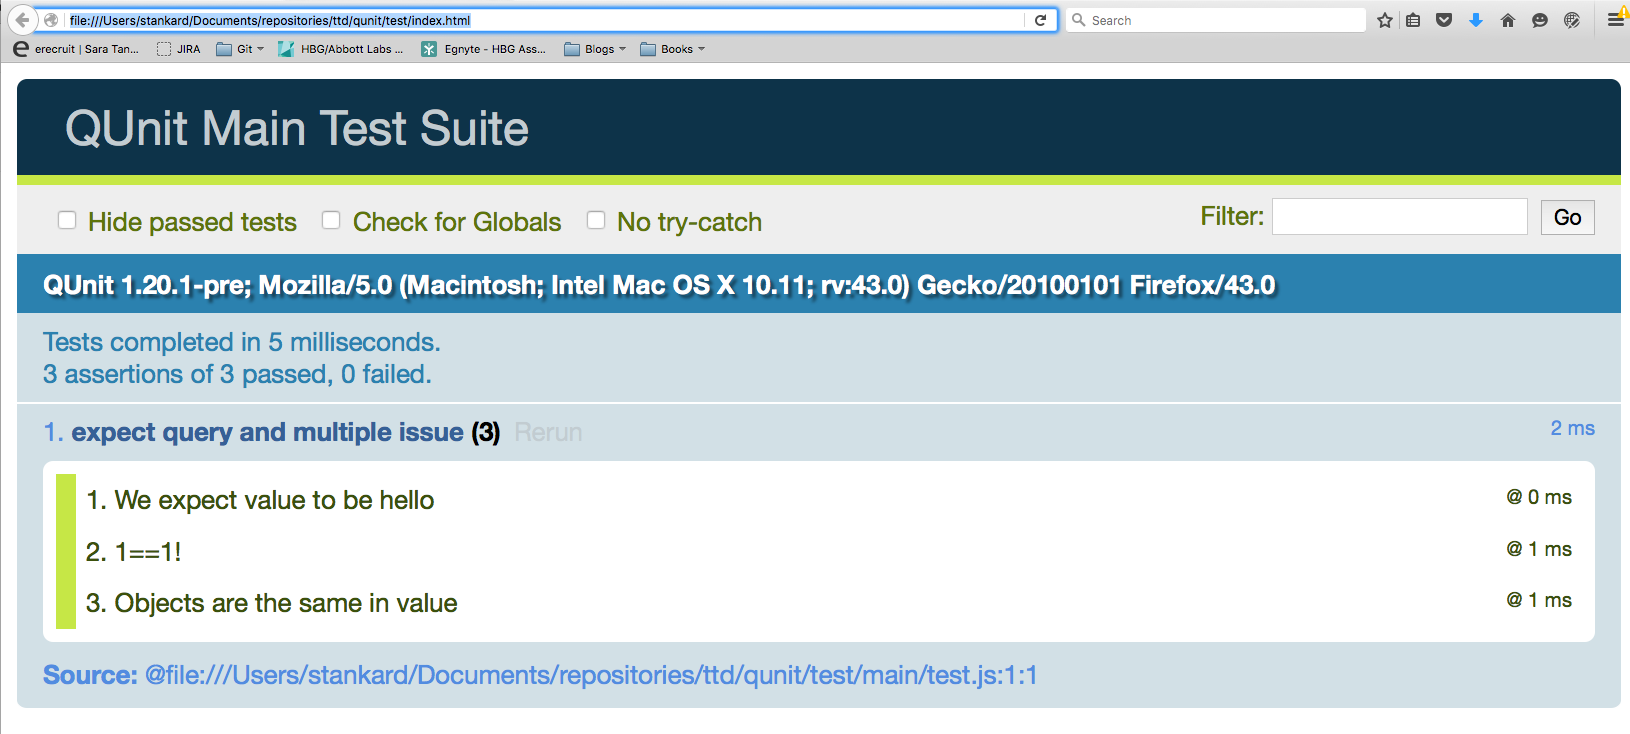 file:///Users/stankard/Documents/repositories/ttd/qunit/test/index.html
Search
erecruit | Sara Tan... JIRA Git HBG/Abbott Labs ... Egnyte - HBG Ass... Blogs Books
QUnit Main Test Suite
Hide passed tests Check for Globals No try-catch Filter: Go
QUnit 1.20.1-pre; Mozilla/5.0 (Macintosh; Intel Mac OS X 10.11; rv:43.0) Gecko/20100101 Firefox/43.0
Tests completed in 5 milliseconds.
3 assertions of 3 passed, 0 failed.
1. expect query and multiple issue (3) Rerun 2 ms
1. We expect value to be hello @ 0 ms
2. 1==1! @ 1 ms
3. Objects are the same in value @ 1 ms
Source: @file:///Users/stankard/Documents/repositories/ttd/qunit/test/main/test.js:1:1